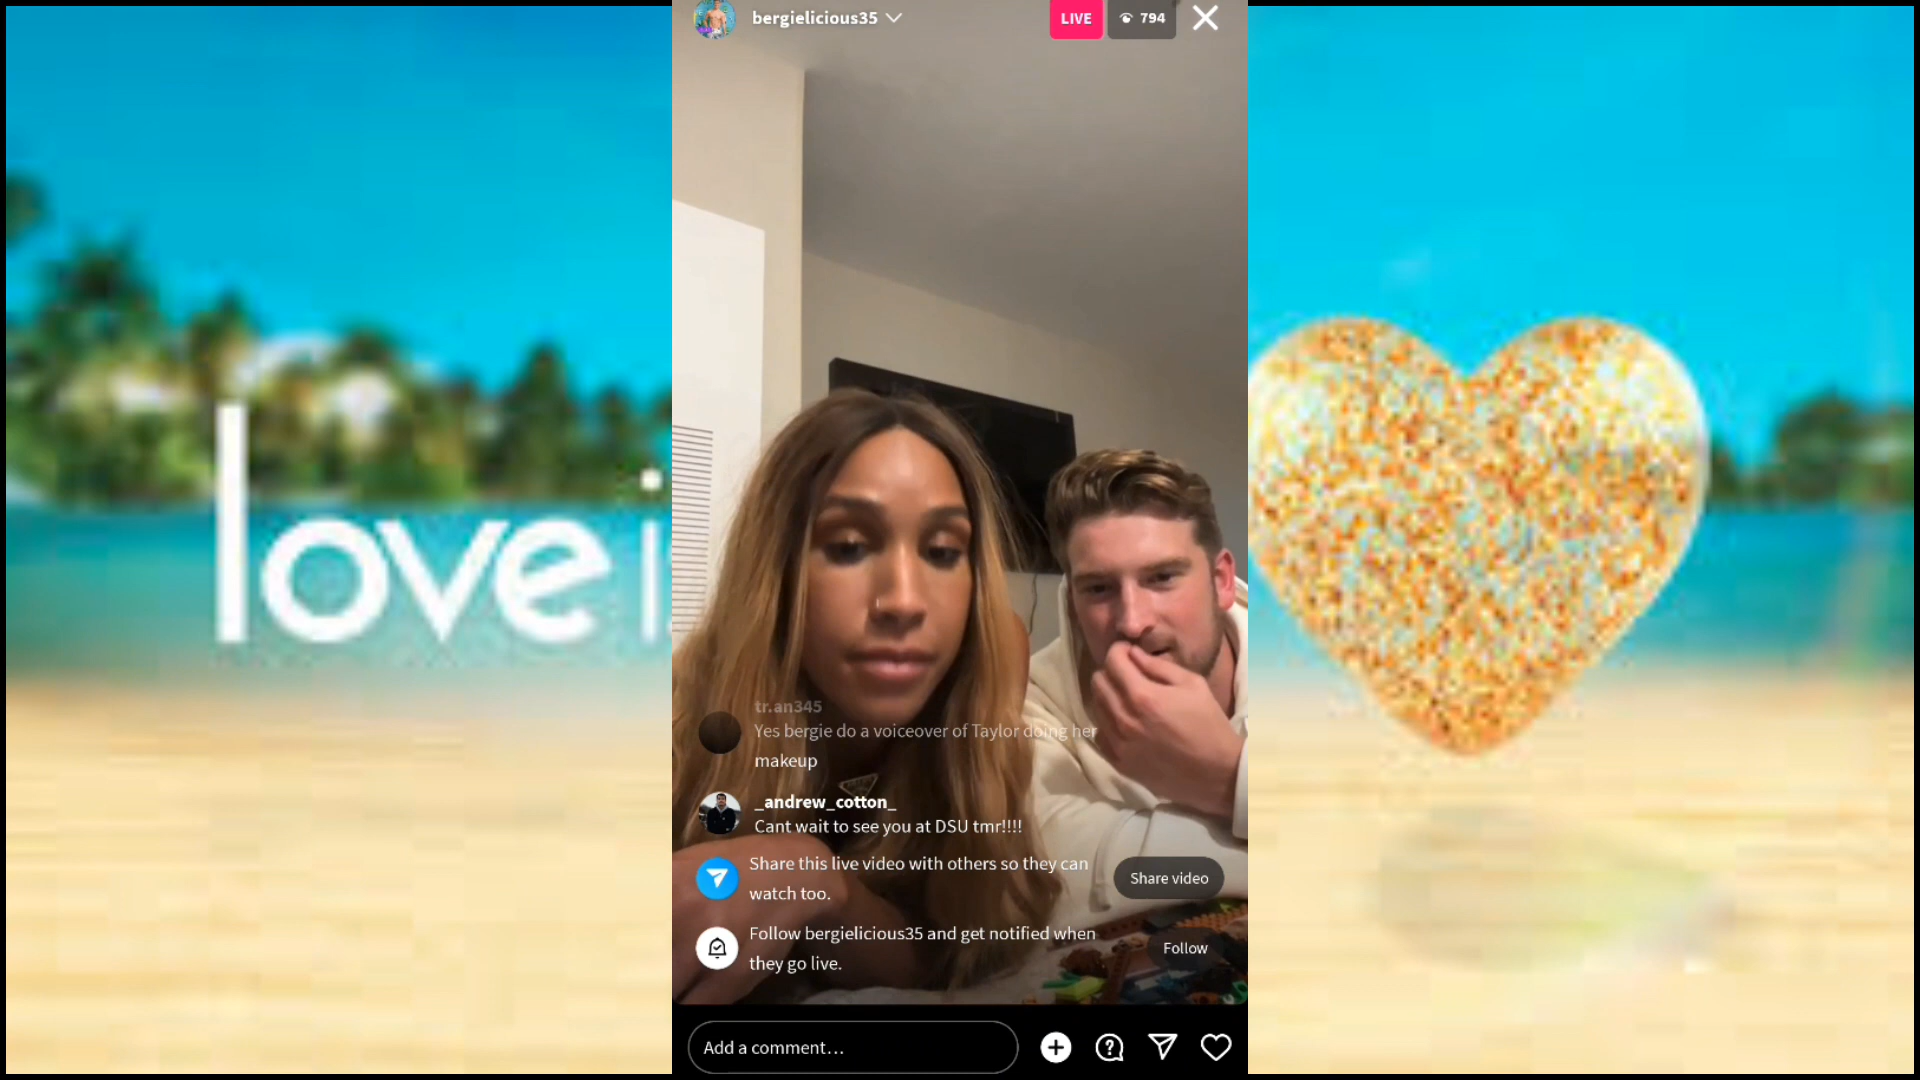 bergielicious35
LIVE
794
love i
tr.an345
Yes bergie do a voiceover of Taylor doing her
makeup
_andrew_cotton_
Cant wait to see you at DSU tmr!!!!
Share this live video with others so they can
watch too.
Share video
Follow bergielicious35 and get notified when
they go live.
Follow
Add a comment...